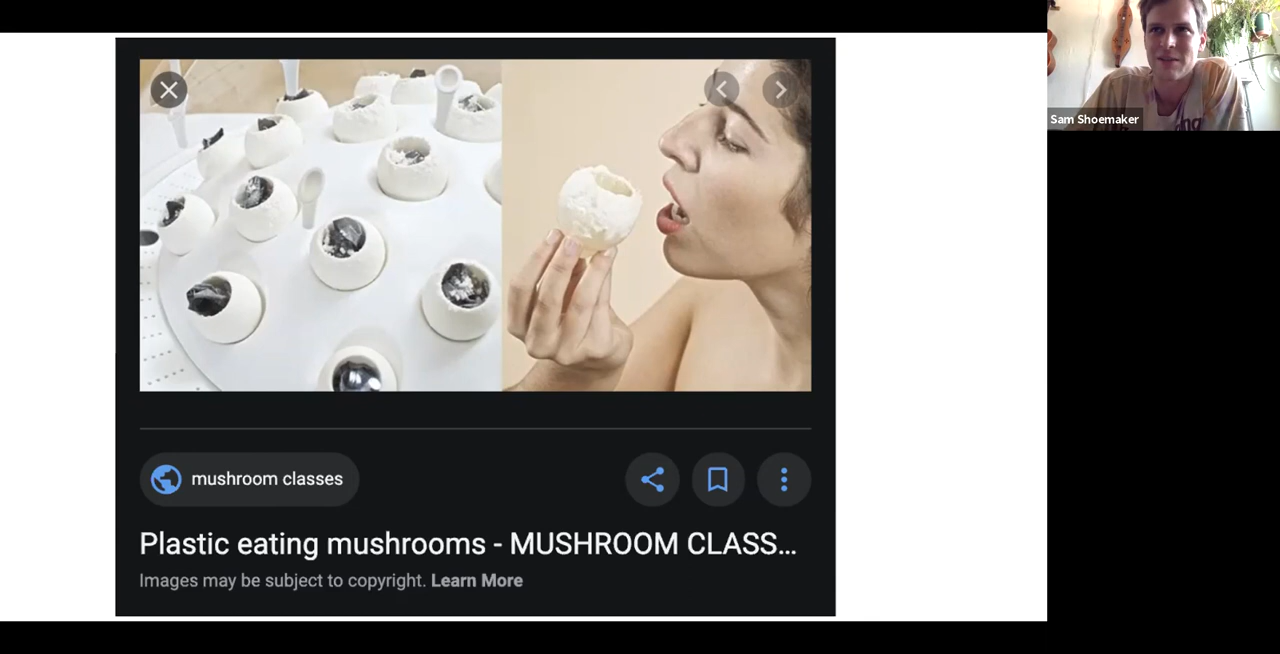 Sam Shoemaker
mushroom classes
Plastic eating mushrooms - MUSHROOM CLASS...
Images may be subject to copyright. Learn More